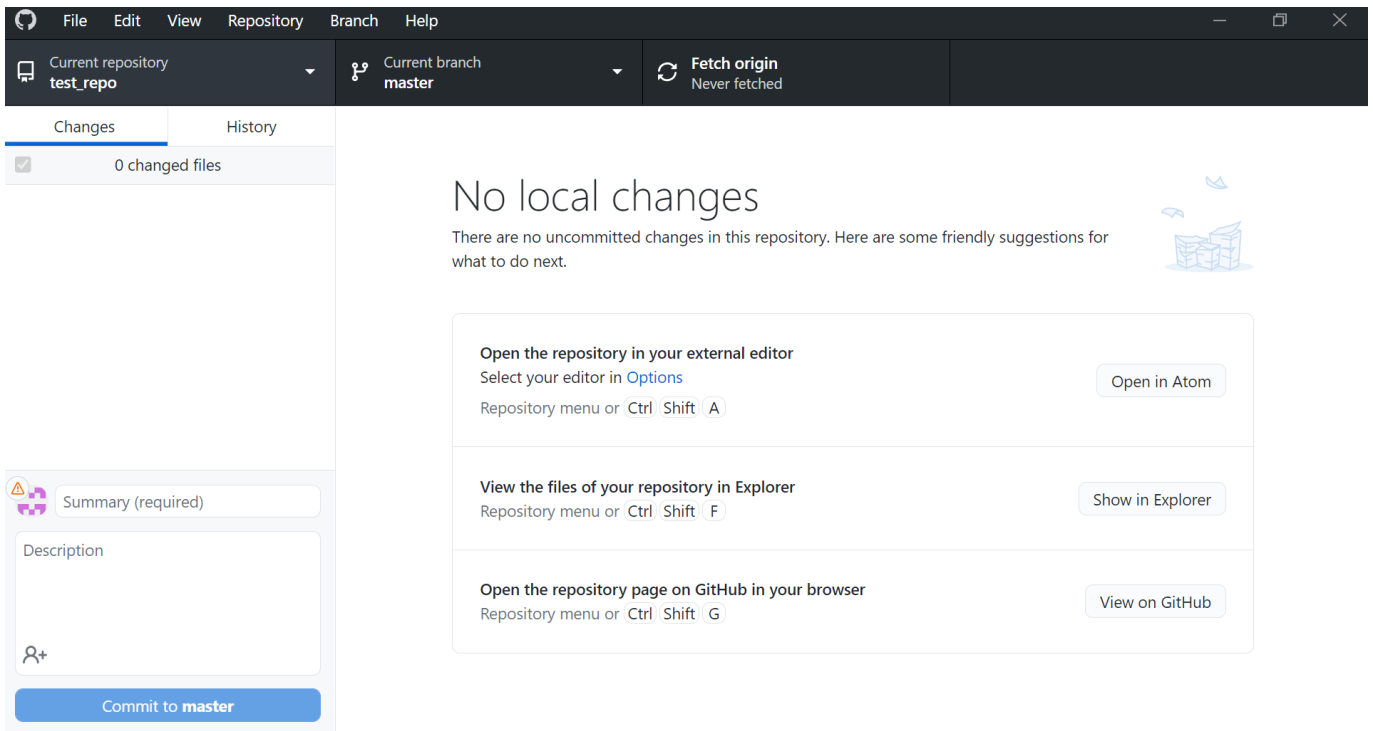 File Edit View Repository Branch Help
Current repository
test_repo
Current branch
master
Fetch origin
Never fetched
Changes History
0 changed files
No local changes
There are no uncommitted changes in this repository. Here are some friendly suggestions for
what to do next.
Open the repository in your external editor
Select your editor in Options
Repository menu or Ctrl Shift A
Open in Atom
View the files of your repository in Explorer
Repository menu or Ctrl Shift F
Show in Explorer
Open the repository page on GitHub in your browser
Repository menu or Ctrl Shift G
View on GitHub
Summary (required)
Description
Commit to master